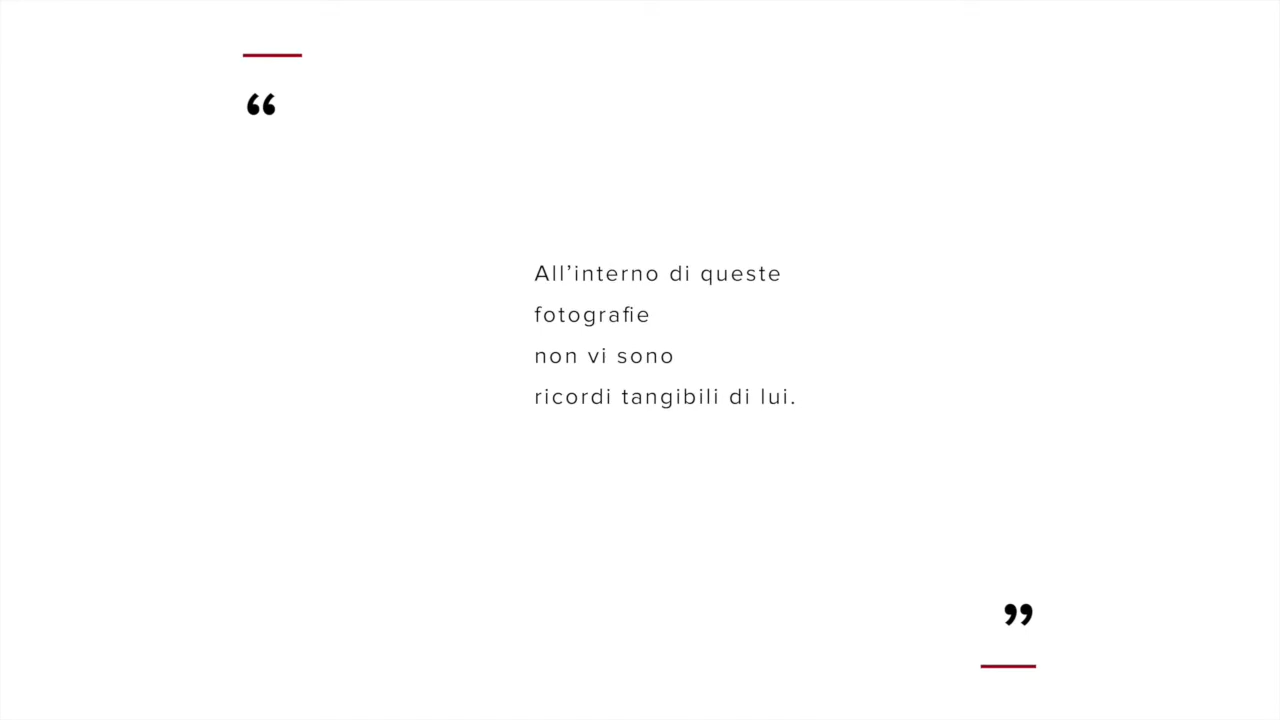 “
All’interno di queste
fotografie
non vi sono
ricordi tangibili di lui.
”